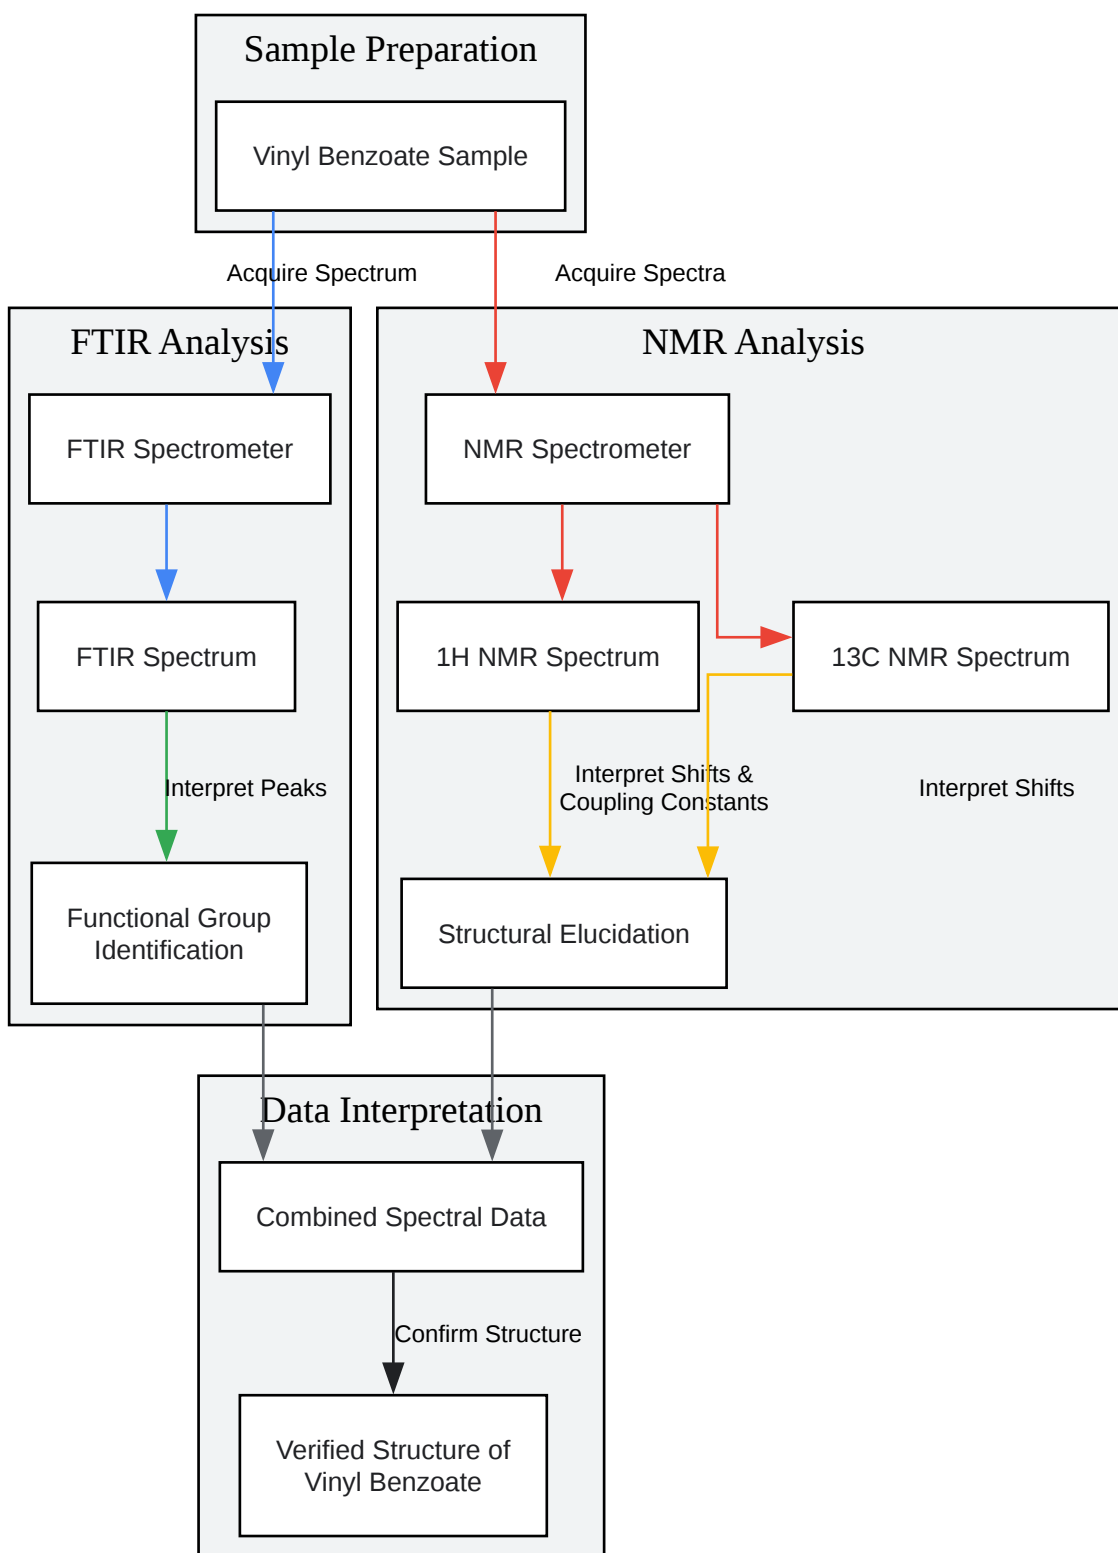 Sample Preparation
Vinyl Benzoate Sample
Acquire Spectrum
Acquire Spectra
FTIR Analysis
NMR Analysis
FTIR Spectrometer
NMR Spectrometer
FTIR Spectrum
1H NMR Spectrum
13C NMR Spectrum
Interpret Peaks
Interpret Shifts &
Coupling Constants
Interpret Shifts
Functional Group
Identification
Structural Elucidation
Data Interpretation
Combined Spectral Data
Confirm Structure
Verified Structure of
Vinyl Benzoate